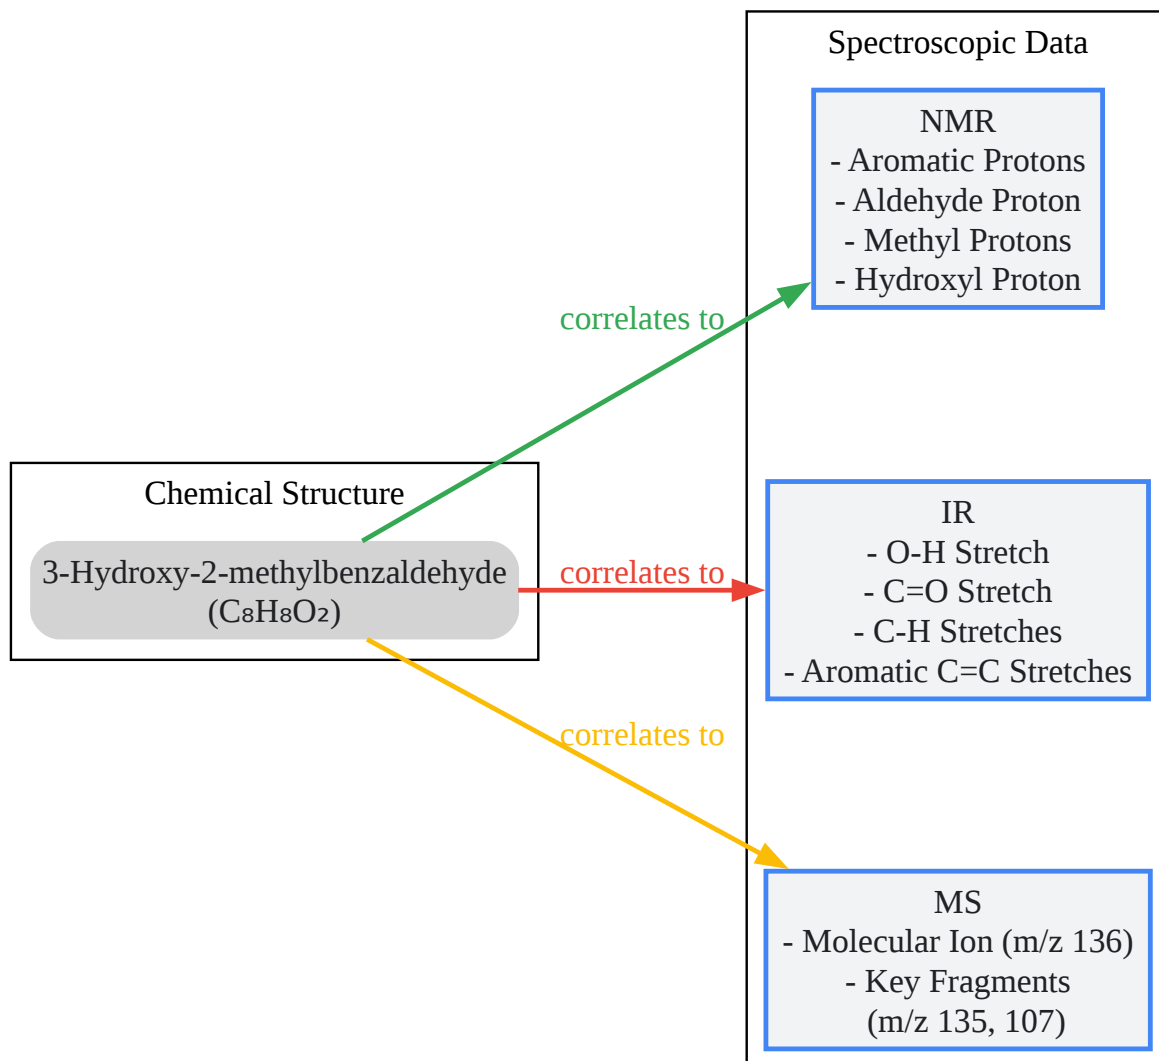 Spectroscopic Data
NMR
- Aromatic Protons
- Aldehyde Proton
- Methyl Protons
- Hydroxyl Proton
correlates to
Chemical Structure
3-Hydroxy-2-methylbenzaldehyde
(C₈H₈O₂)
correlates to
IR
- O-H Stretch
- C=O Stretch
- C-H Stretches
- Aromatic C=C Stretches
correlates to
MS
- Molecular Ion (m/z 136)
- Key Fragments
(m/z 135, 107)